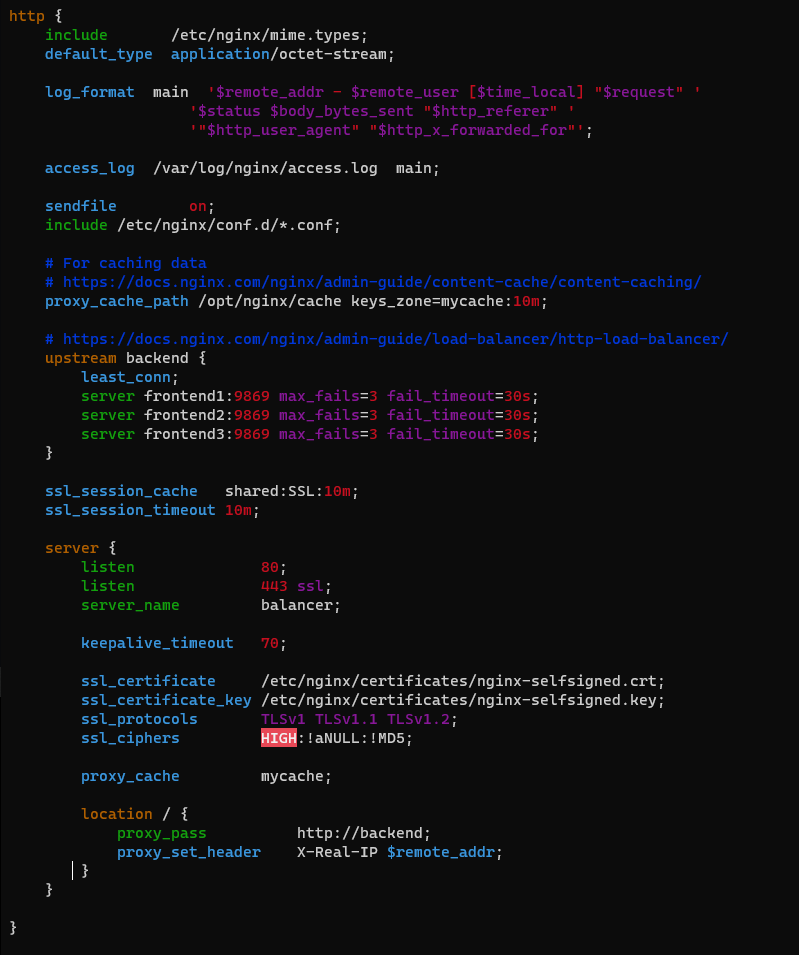 http {
    include       /etc/nginx/mime.types;
    default_type  application/octet-stream;

    log_format  main  '$remote_addr - $remote_user [$time_local] "$request" '
                    '$status $body_bytes_sent "$http_referer" '
                    '"$http_user_agent" "$http_x_forwarded_for"';

    access_log  /var/log/nginx/access.log  main;

    sendfile        on;
    include /etc/nginx/conf.d/*.conf;

    # For caching data
    # https://docs.nginx.com/nginx/admin-guide/content-cache/content-caching/
    proxy_cache_path /opt/nginx/cache keys_zone=mycache:10m;

    # https://docs.nginx.com/nginx/admin-guide/load-balancer/http-load-balancer/
    upstream backend {
        least_conn;
        server frontend1:9869 max_fails=3 fail_timeout=30s;
        server frontend2:9869 max_fails=3 fail_timeout=30s;
        server frontend3:9869 max_fails=3 fail_timeout=30s;
    }

    ssl_session_cache   shared:SSL:10m;
    ssl_session_timeout 10m;

    server {
        listen              80;
        listen              443 ssl;
        server_name         balancer;

        keepalive_timeout   70;

        ssl_certificate     /etc/nginx/certificates/nginx-selfsigned.crt;
        ssl_certificate_key /etc/nginx/certificates/nginx-selfsigned.key;
        ssl_protocols       TLSv1 TLSv1.1 TLSv1.2;
        ssl_ciphers         HIGH:!aNULL:!MD5;

        proxy_cache         mycache;

        location / {
            proxy_pass          http://backend;
            proxy_set_header    X-Real-IP $remote_addr;
        }
    }

}